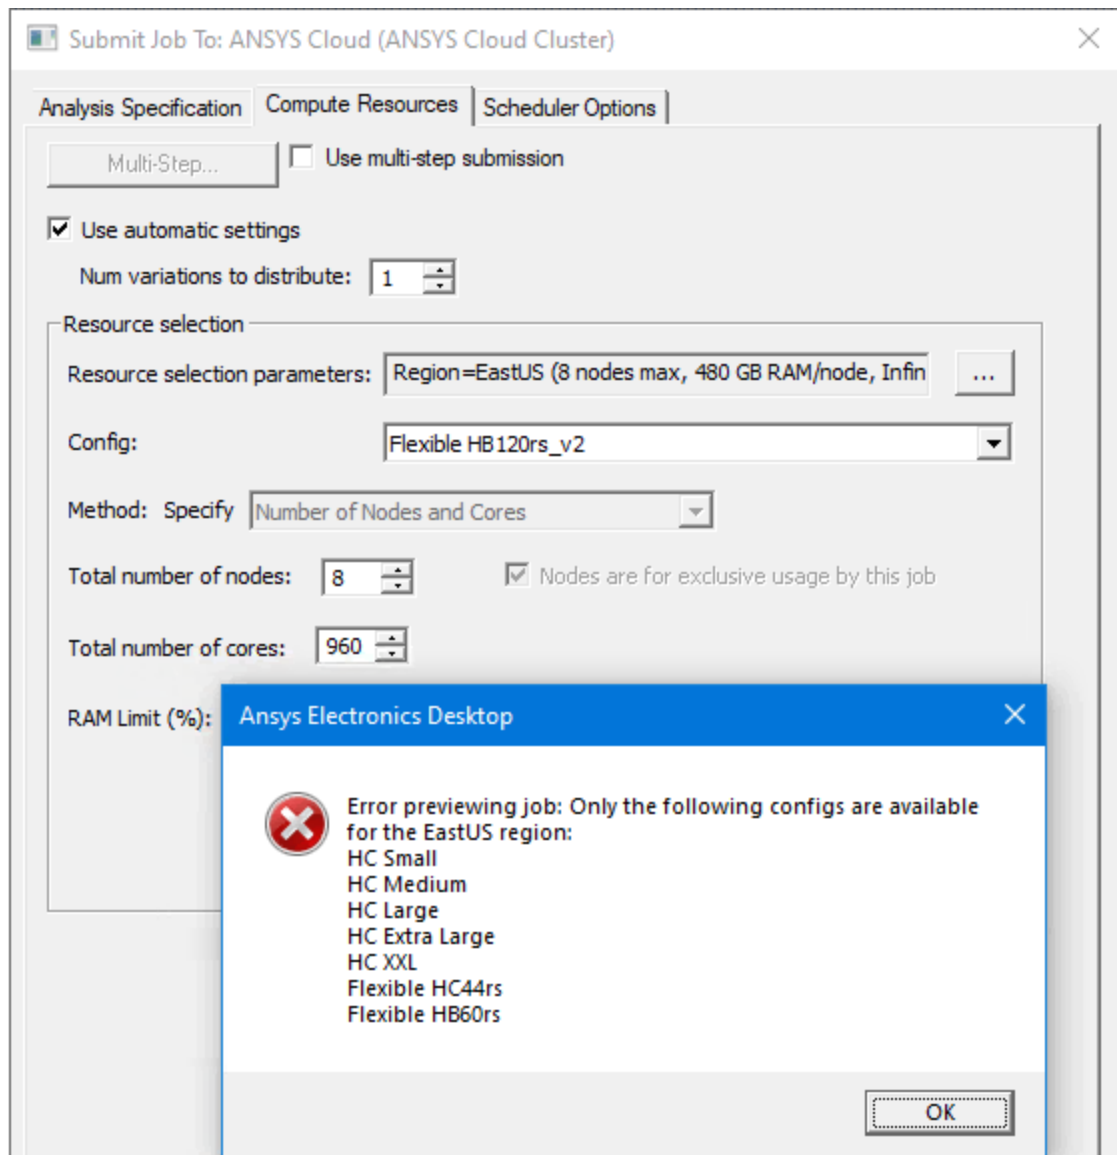 Submit Job To: ANSYS Cloud (ANSYS Cloud Cluster)
Analysis Specification
Compute Resources
Scheduler Options
Multi-Step...
Use multi-step submission
Use automatic settings
Num variations to distribute:
1
Resource selection
Resource selection parameters:
Region=EastUS (8 nodes max, 480 GB RAM/node, Infin
...
Config:
Flexible HB120rs_v2
Method: Specify
Number of Nodes and Cores
Total number of nodes:
8
Nodes are for exclusive usage by this job
Total number of cores:
960
RAM Limit (%):
Ansys Electronics Desktop
Error previewing job: Only the following configs are available
for the EastUS region:
HC Small
HC Medium
HC Large
HC Extra Large
HC XXL
Flexible HC44rs
Flexible HB60rs
OK